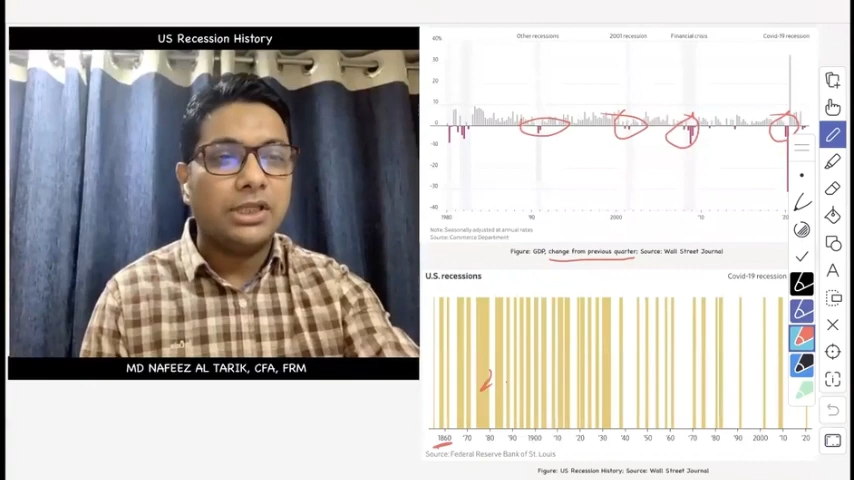 US Recession History
MD NAFEEZ AL TARIK, CFA, FRM
Other recessions 2001 recession Financial crisis Covid-19 recession
40%
30
20
10
0
-10
-20
-30
-40
1980 '90 2000 '10 '20
Note: Seasonally adjusted at annual rates
Source: Commerce Department
Figure: GDP, change from previous quarter; Source: Wall Street Journal
U.S. recessions Covid-19 recession
1860 '70 '80 '90 1900 '10 '20 '30 '40 '50 '60 '70 '80 '90 2000 '10 '20
Source: Federal Reserve Bank of St. Louis
Figure: US Recession History; Source: Wall Street Journal
A